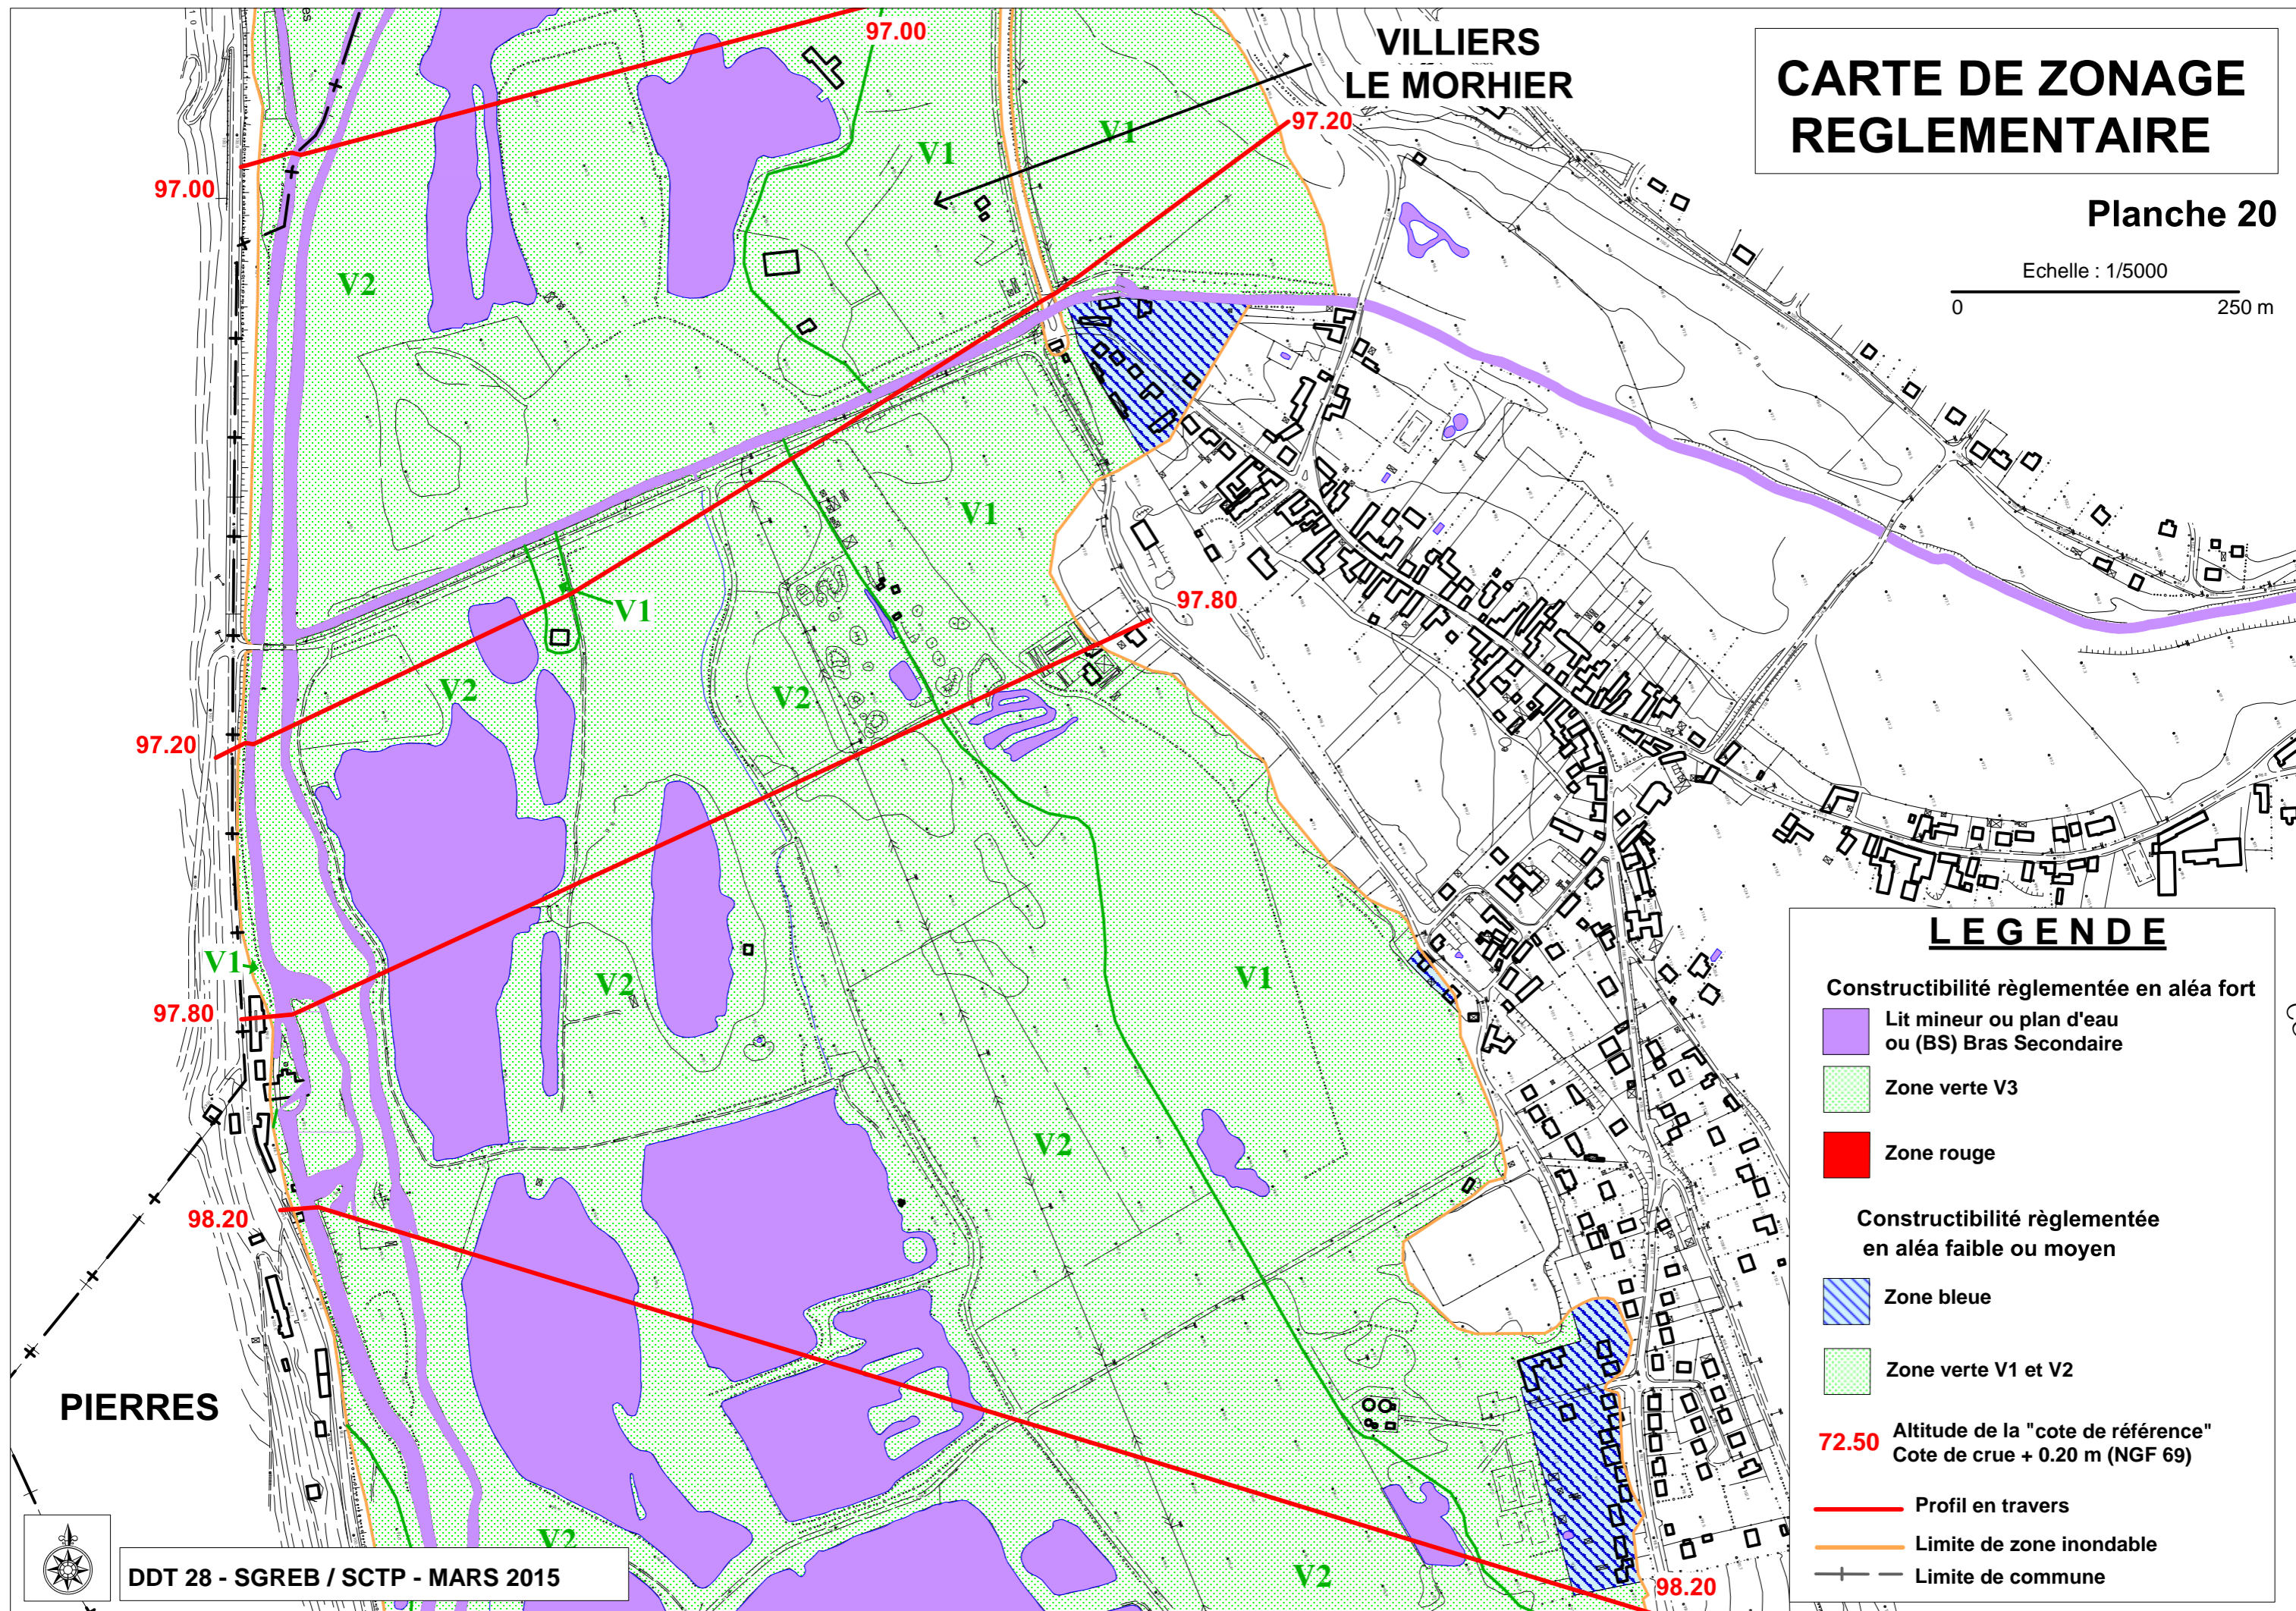 97.00
VILLIERS
LE MORHIER
CARTE DE ZONAGE
REGLEMENTAIRE
Planche 20
Echelle : 1/5000
0 250 m
97.20
V1
V1
97.00
V2
V1
97.80
V1
V2
V2
97.20
V1
V2
V1
97.80
V2
98.20
V2
98.20
V2
PIERRES
DDT 28 - SGREB / SCTP - MARS 2015
L E G E N D E
Constructibilité règlementée en aléa fort
Lit mineur ou plan d'eau
ou (BS) Bras Secondaire
Zone verte V3
Zone rouge
Constructibilité règlementée
en aléa faible ou moyen
Zone bleue
Zone verte V1 et V2
72.50 Altitude de la "cote de référence"
Cote de crue + 0.20 m (NGF 69)
Profil en travers
Limite de zone inondable
Limite de commune